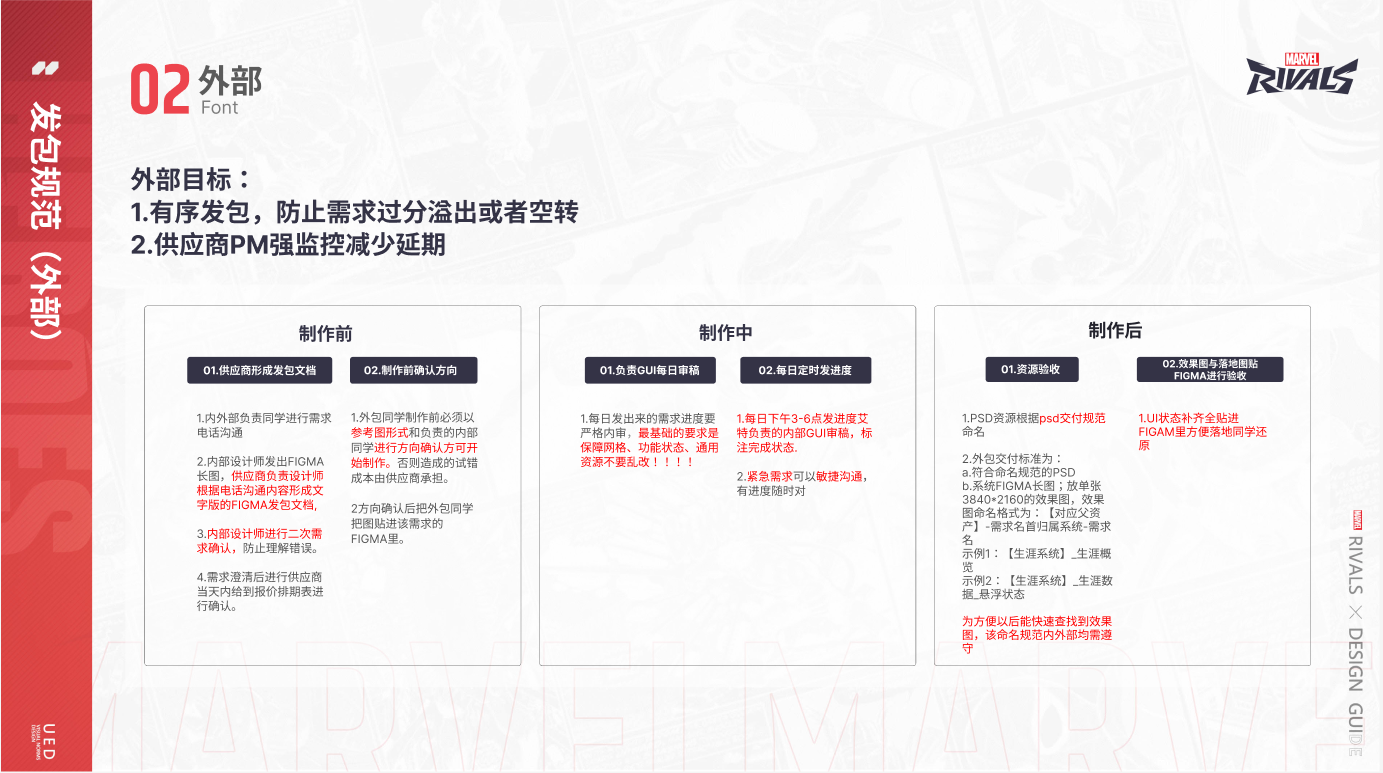 发包规范（外部）
UED
VISUAL NORMS
DESIGN
02
外部
Font
MARVEL
RIVALS
外部目标：
1.有序发包，防止需求过分溢出或者空转
2.供应商PM强监控减少延期
制作前
01.供应商形成发包文档
1.内外部负责同学进行需求
电话沟通
2.内部设计师发出FIGMA
长图，供应商负责设计师
根据电话沟通内容形成文
字版的FIGMA发包文档,
3.内部设计师进行二次需
求确认，防止理解错误。
4.需求澄清后进行供应商
当天内给到报价排期表进
行确认。
02.制作前确认方向
1.外包同学制作前必须以
参考图形式和负责的内部
同学进行方向确认方可开
始制作。否则造成的试错
成本由供应商承担。
2方向确认后把外包同学
把图贴进该需求的
FIGMA里。
制作中
01.负责GUI每日审稿
1.每日发出来的需求进度要
严格内审，最基础的要求是
保障网格、功能状态、通用
资源不要乱改！！！！
02.每日定时发进度
1.每日下午3-6点发进度艾
特负责的内部GUI审稿，标
注完成状态.
2.紧急需求可以敏捷沟通，
有进度随时对
制作后
01.资源验收
1.PSD资源根据psd交付规范
命名
2.外包交付标准为：
a.符合命名规范的PSD
b.系统FIGMA长图；放单张
3840*2160的效果图，效果
图命名格式为：【对应父资
产】-需求名首归属系统-需求
名
示例1：【生涯系统】_生涯概
览
示例2：【生涯系统】_生涯数
据_悬浮状态
为方便以后能快速查找到效果
图，该命名规范内外部均需遵
守
02.效果图与落地图贴
FIGMA进行验收
1.UI状态补齐全贴进
FIGAM里方便落地同学还
原
MARVEL RIVALS × DESIGN GUIDE
MARVEL MARVE